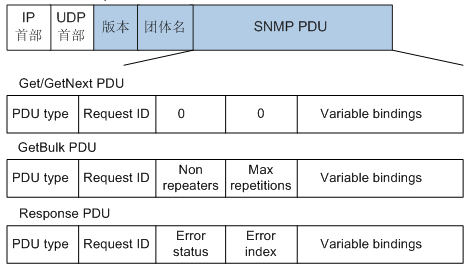 IP
首部
UDP
首部
版本
团体名
SNMP PDU
Get/GetNext PDU
PDU type
Request ID
0
0
Variable bindings
GetBulk PDU
PDU type
Request ID
Non
repeaters
Max
repetitions
Variable bindings
Response PDU
PDU type
Request ID
Error
status
Error
index
Variable bindings